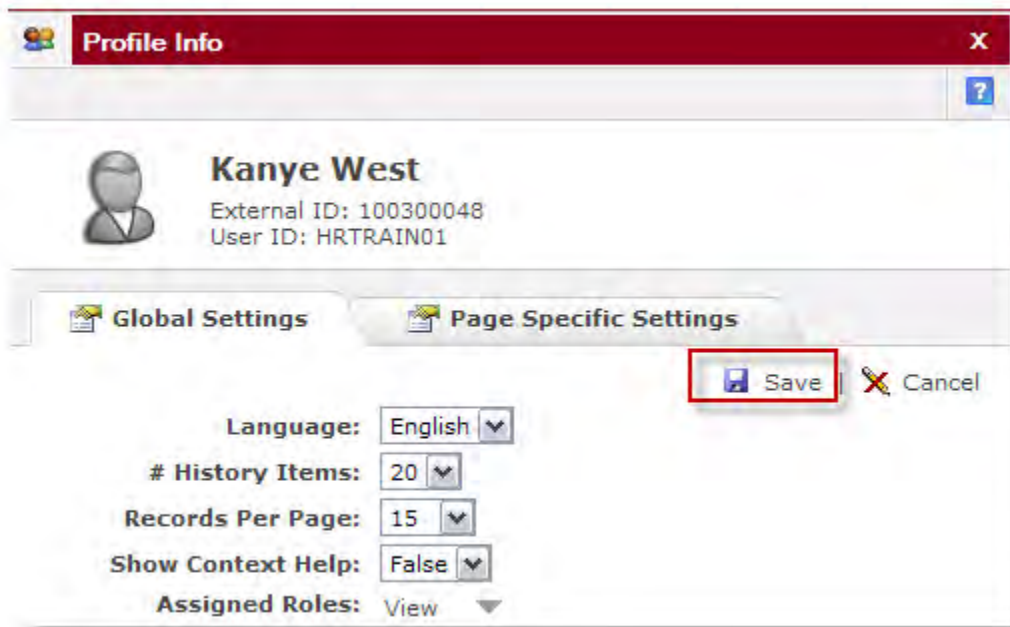 Profile Info X
?
Kanye West
External ID: 100300048
User ID: HRTRAIN01
Global Settings Page Specific Settings
Save | Cancel
Language: English
# History Items: 20
Records Per Page: 15
Show Context Help: False
Assigned Roles: View